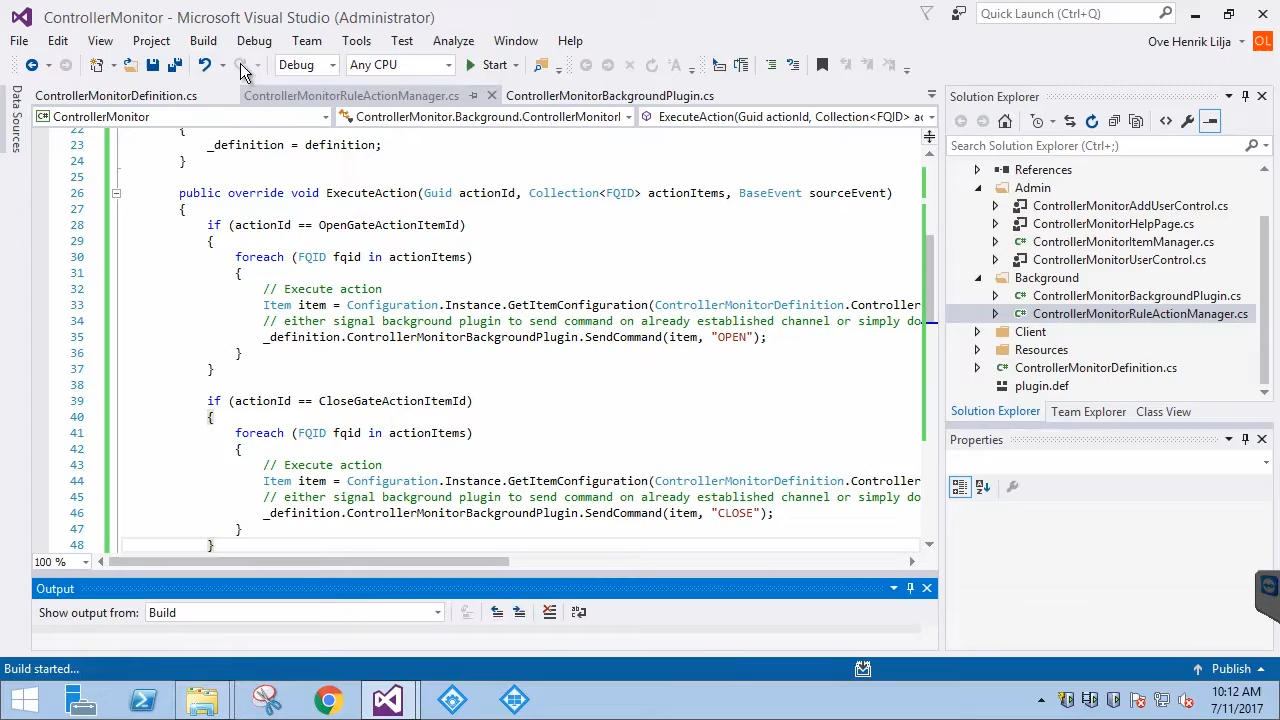 ControllerMonitor - Microsoft Visual Studio (Administrator)
Quick Launch (Ctrl+Q)
File Edit View Project Build Debug Team Tools Test Analyze Window Help
Ove Henrik Lilja
OL
Debug Any CPU Start
Data Sources
ControllerMonitorDefinition.cs ControllerMonitorRuleActionManager.cs ControllerMonitorBackgroundPlugin.cs
ControllerMonitor ControllerMonitor.Background.ControllerMonitorI ExecuteAction(Guid actionId, Collection<FQID> ac
22 {
23 _definition = definition;
24 }
25
26 public override void ExecuteAction(Guid actionId, Collection<FQID> actionItems, BaseEvent sourceEvent)
27 {
28 if (actionId == OpenGateActionItemId)
29 {
30 foreach (FQID fqid in actionItems)
31 {
32 // Execute action
33 Item item = Configuration.Instance.GetItemConfiguration(ControllerMonitorDefinition.Controller
34 // either signal background plugin to send command on already established channel or simply do
35 _definition.ControllerMonitorBackgroundPlugin.SendCommand(item, "OPEN");
36 }
37 }
38
39 if (actionId == CloseGateActionItemId)
40 {
41 foreach (FQID fqid in actionItems)
42 {
43 // Execute action
44 Item item = Configuration.Instance.GetItemConfiguration(ControllerMonitorDefinition.Controller
45 // either signal background plugin to send command on already established channel or simply do
46 _definition.ControllerMonitorBackgroundPlugin.SendCommand(item, "CLOSE");
47 }
48 }
100 %
Output
Show output from: Build
Solution Explorer
Search Solution Explorer (Ctrl+;)
References
Admin
ControllerMonitorAddUserControl.cs
ControllerMonitorHelpPage.cs
ControllerMonitorItemManager.cs
ControllerMonitorUserControl.cs
Background
ControllerMonitorBackgroundPlugin.cs
ControllerMonitorRuleActionManager.cs
Client
Resources
ControllerMonitorDefinition.cs
plugin.def
Solution Explorer Team Explorer Class View
Properties
Build started...
Publish
10:12 AM
7/11/2017